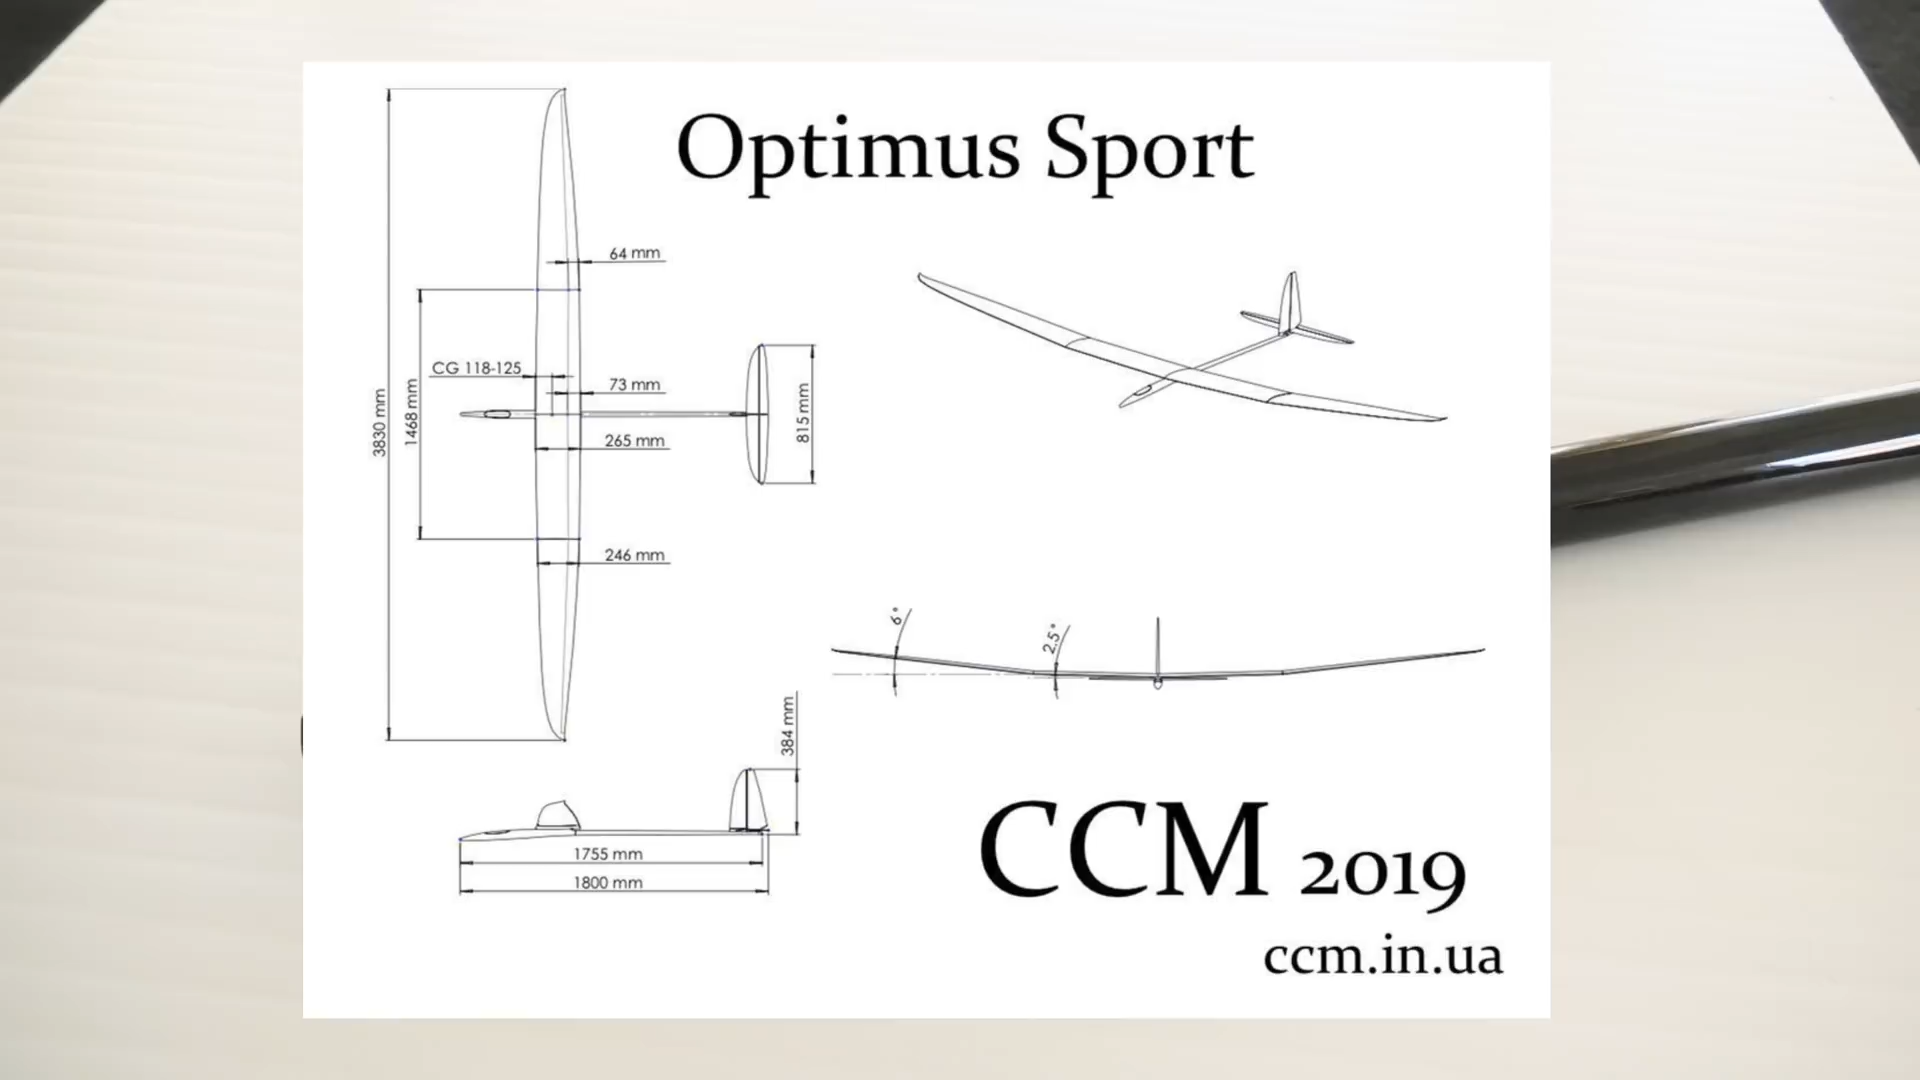 Optimus Sport
64 mm
CG 118-125
73 mm
3830 mm
1468 mm
815 mm
265 mm
246 mm
6°
2.5°
384 mm
1755 mm
1800 mm
CCM 2019
ccm.in.ua